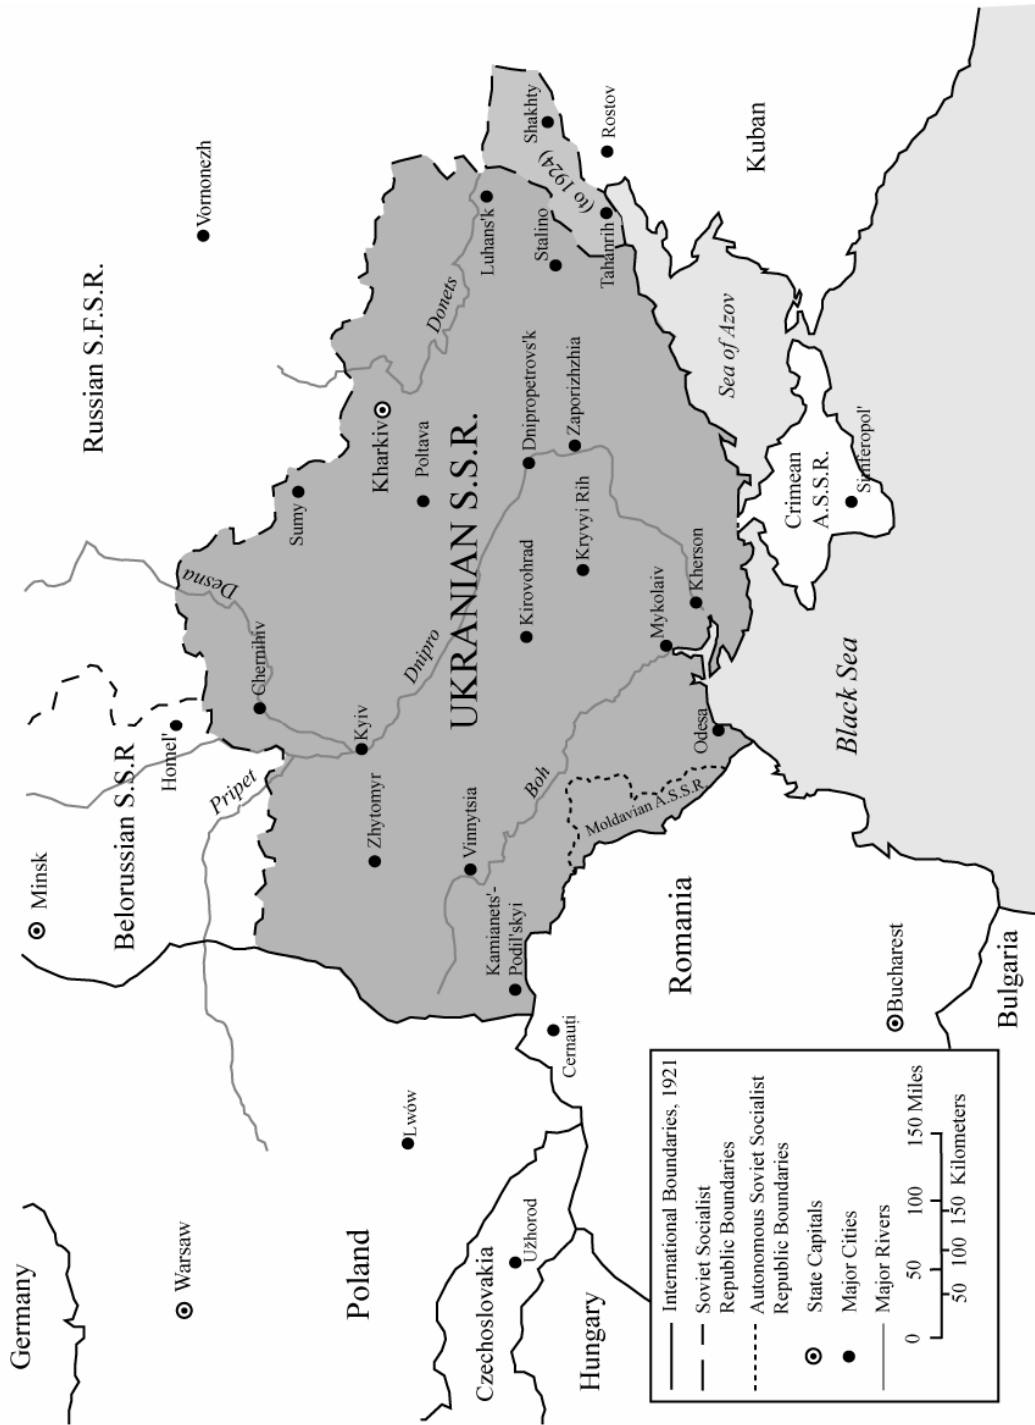 Germany
Warsaw
Poland
Lwów
Czechoslovakia
Užhorod
Hungary
Minsk
Belorussian S.S.R
Homel'
Pripet
Desna
Russian S.F.S.R.
Vornonezh
Chernihiv
Sumy
Kyiv
Zhytomyr
Kharkiv
Poltava
Donets
Dnipro
UKRANIAN S.S.R.
Vinnytsia
Kamianets'-
Podil'skyi
Boh
Kirovohrad
Dnipropetrovs'k
Zaporizhzhia
Kryvyi Rih
Luhans'k
Stalino
Shakhty
(to 1924)
Tahanrih
Rostov
Kuban
Cernauți
Moldavian A.S.S.R.
Mykolaiv
Kherson
Odesa
Romania
Bucharest
Bulgaria
Black Sea
Sea of Azov
Crimean
A.S.S.R.
Simferopol'
International Boundaries, 1921
Soviet Socialist
Republic Boundaries
Autonomous Soviet Socialist
Republic Boundaries
State Capitals
Major Cities
Major Rivers
0 50 100 150 Miles
50 100 150 Kilometers